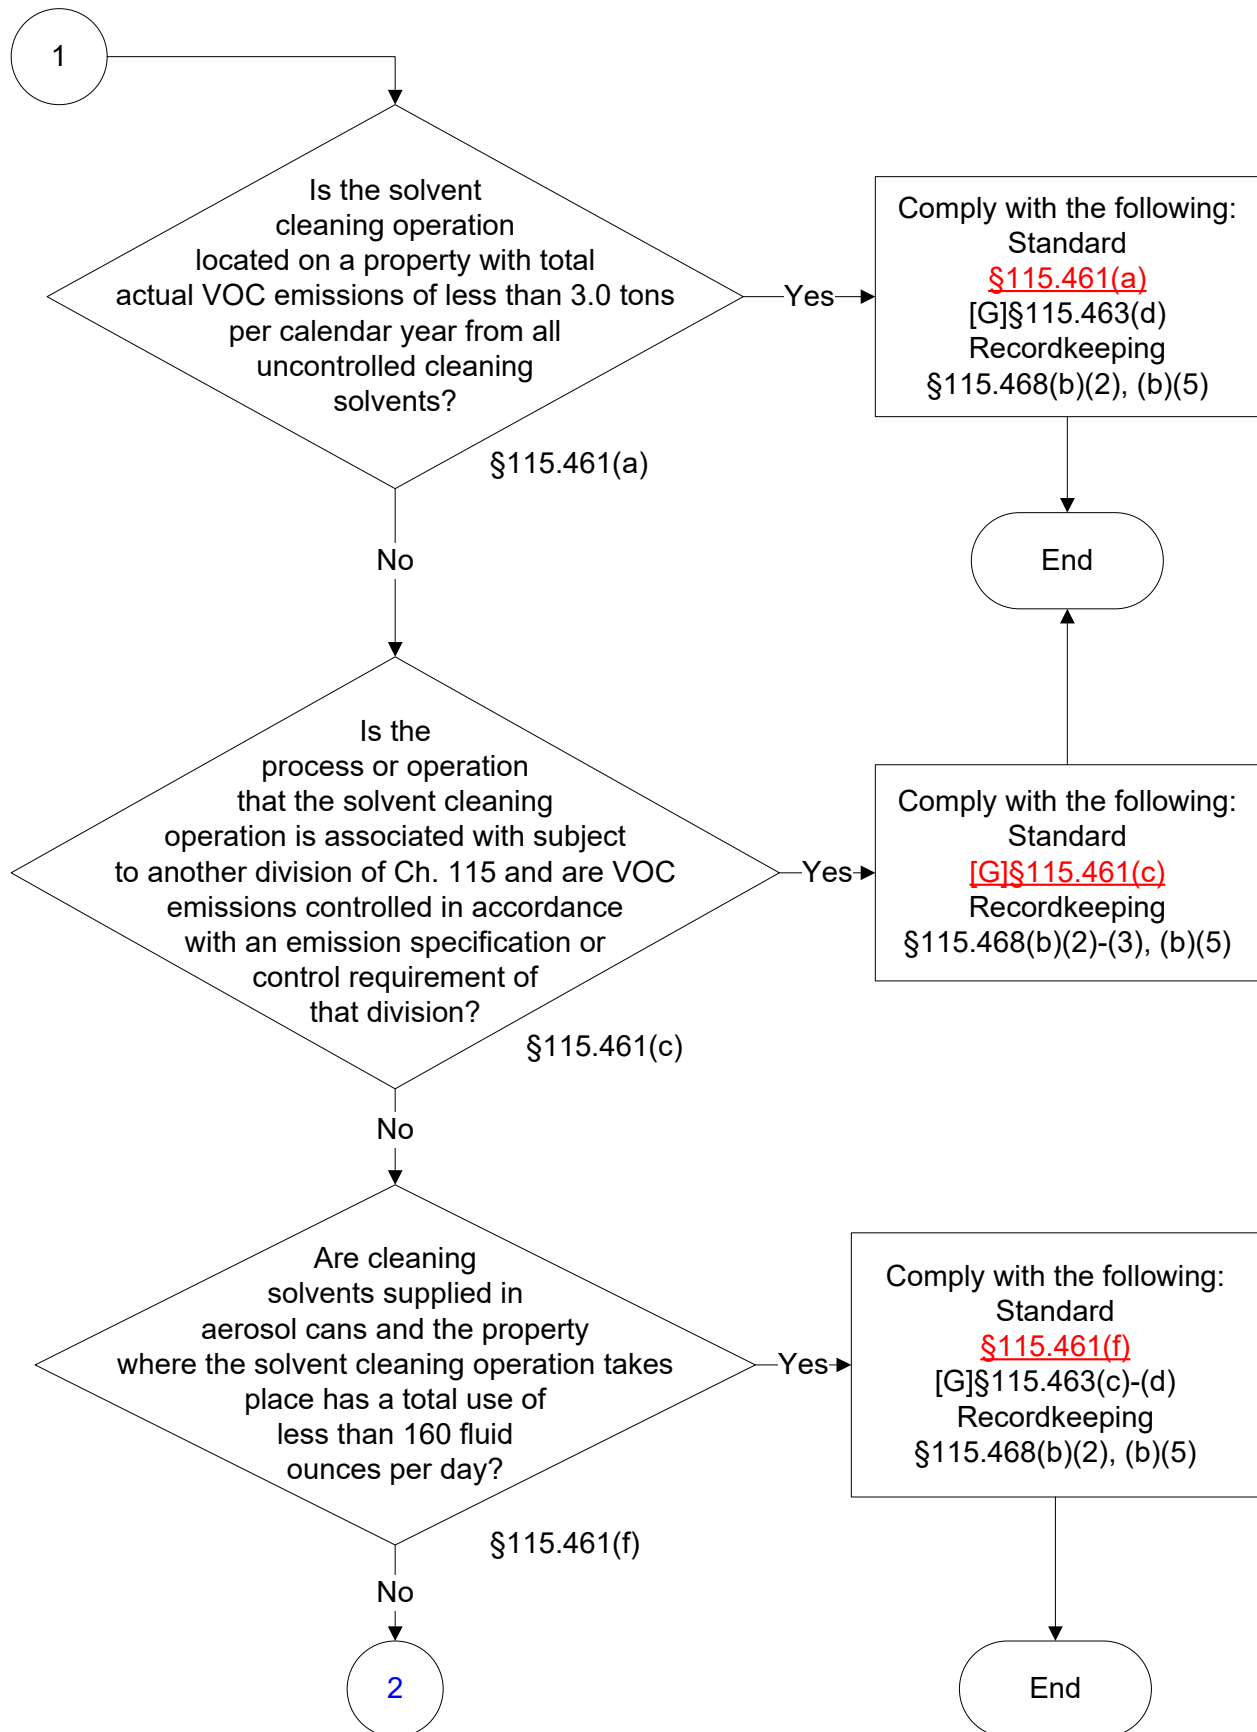 1
Is the solvent
cleaning operation
located on a property with total
actual VOC emissions of less than 3.0 tons
per calendar year from all
uncontrolled cleaning
solvents?
§115.461(a)
Yes
Comply with the following:
Standard
§115.461(a)
[G]§115.463(d)
Recordkeeping
§115.468(b)(2), (b)(5)
End
No
Is the
process or operation
that the solvent cleaning
operation is associated with subject
to another division of Ch. 115 and are VOC
emissions controlled in accordance
with an emission specification or
control requirement of
that division?
§115.461(c)
Yes
Comply with the following:
Standard
[G]§115.461(c)
Recordkeeping
§115.468(b)(2)-(3), (b)(5)
No
Are cleaning
solvents supplied in
aerosol cans and the property
where the solvent cleaning operation takes
place has a total use of
less than 160 fluid
ounces per day?
§115.461(f)
Yes
Comply with the following:
Standard
§115.461(f)
[G]§115.463(c)-(d)
Recordkeeping
§115.468(b)(2), (b)(5)
No
2
End